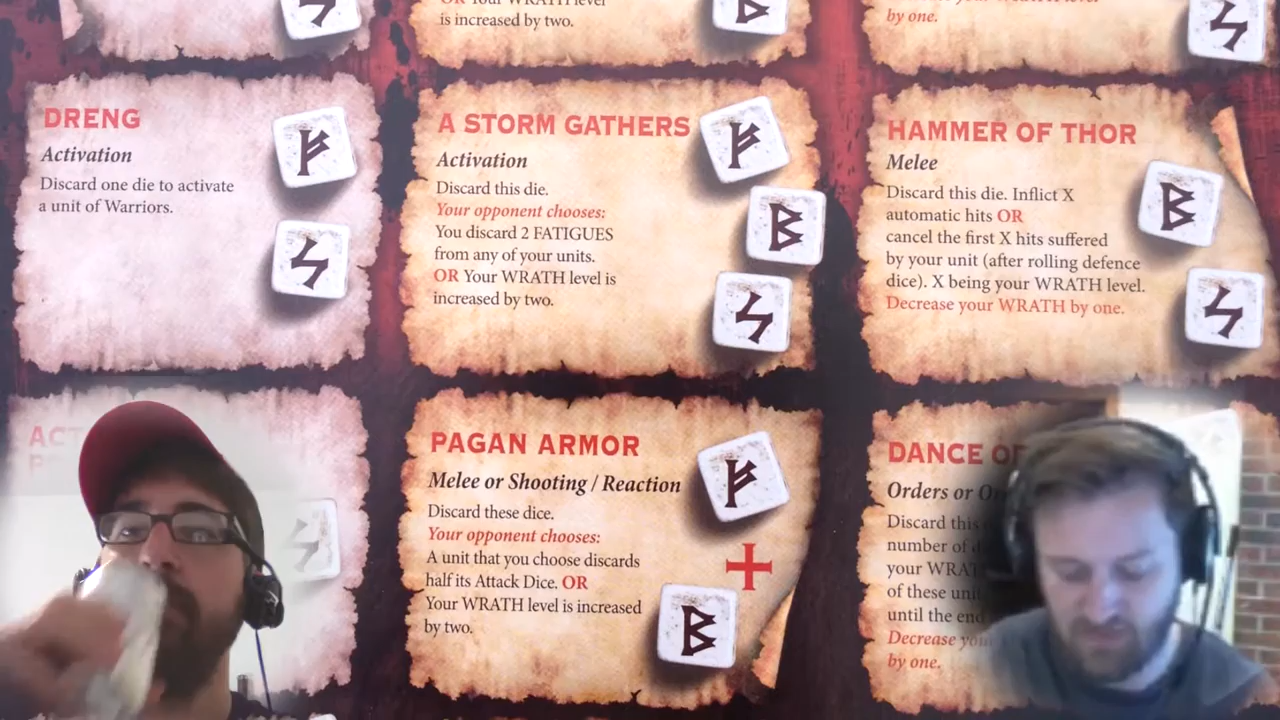 OR Your WRATH level
is increased by two.
by one.
DRENG
Activation
Discard one die to activate
a unit of Warriors.
A STORM GATHERS
Activation
Discard this die.
Your opponent chooses:
You discard 2 FATIGUES
from any of your units.
OR Your WRATH level is
increased by two.
HAMMER OF THOR
Melee
Discard this die. Inflict X
automatic hits OR
cancel the first X hits suffered
by your unit (after rolling defence
dice). X being your WRATH level.
Decrease your WRATH by one.
PAGAN ARMOR
Melee or Shooting / Reaction
Discard these dice.
Your opponent chooses:
A unit that you choose discards
half its Attack Dice. OR
Your WRATH level is increased
by two.
DANCE
Orders or
Discard this
number of
your
of these
until the
Decrease
by one.